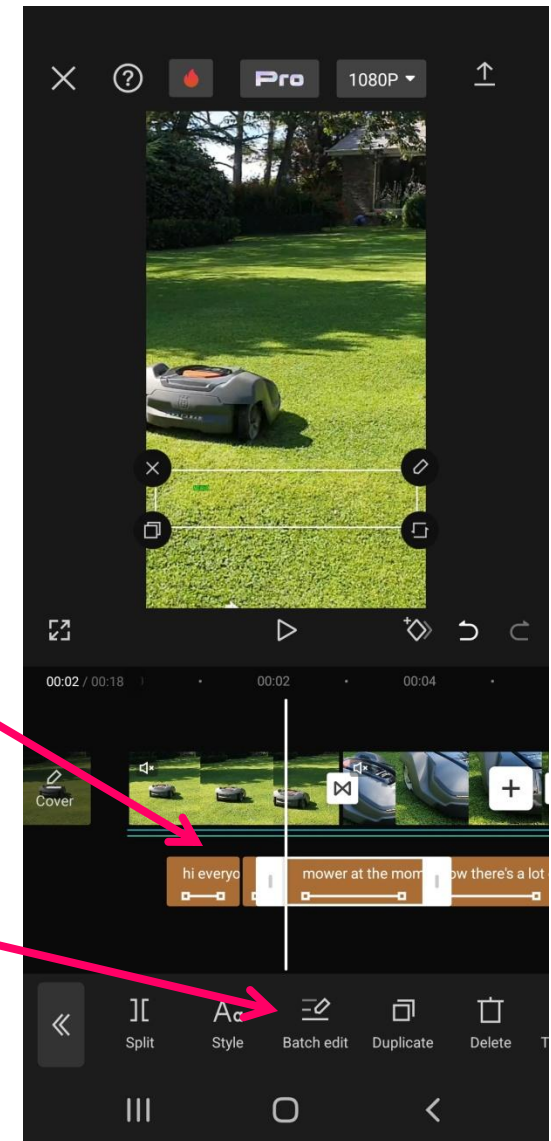 Pro 1080P
00:02 / 00:18 00:02 00:04
Cover
hi everyo mower at the mom ow there's a lot
Split Style Batch edit Duplicate Delete T